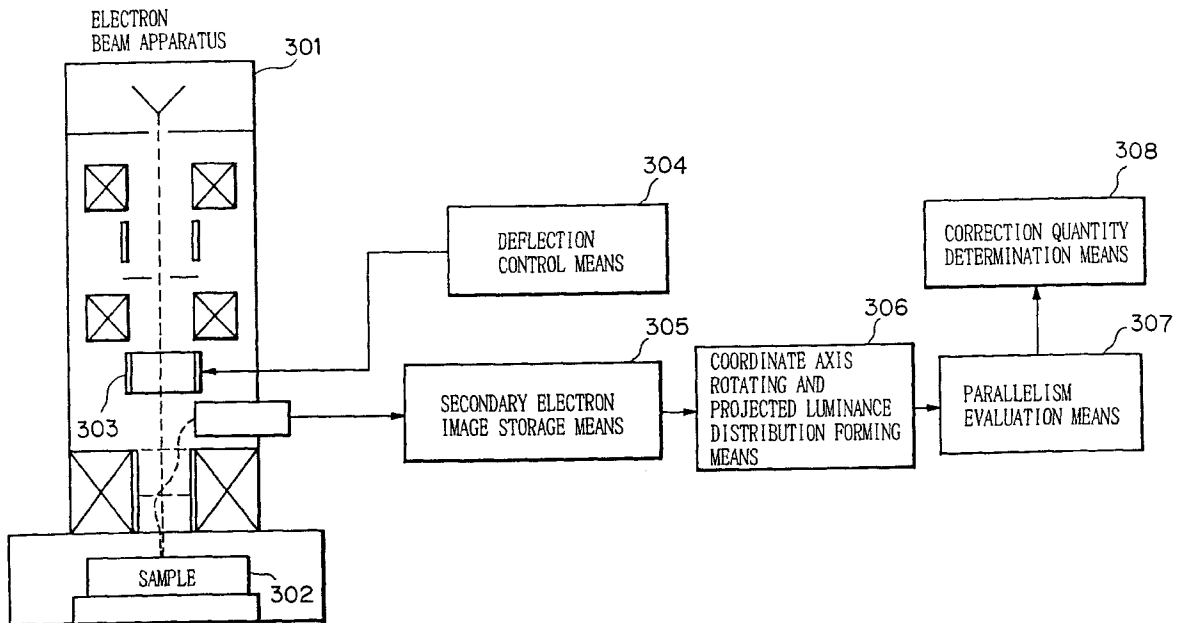 ELECTRON
BEAM APPARATUS
301
304
308
DEFLECTION
CONTROL MEANS
CORRECTION QUANTITY
DETERMINATION MEANS
305
306
307
303
SECONDARY ELECTRON
IMAGE STORAGE MEANS
COORDINATE AXIS
ROTATING AND
PROJECTED LUMINANCE
DISTRIBUTION FORMING
MEANS
PARALLELISM
EVALUATION MEANS
SAMPLE
302